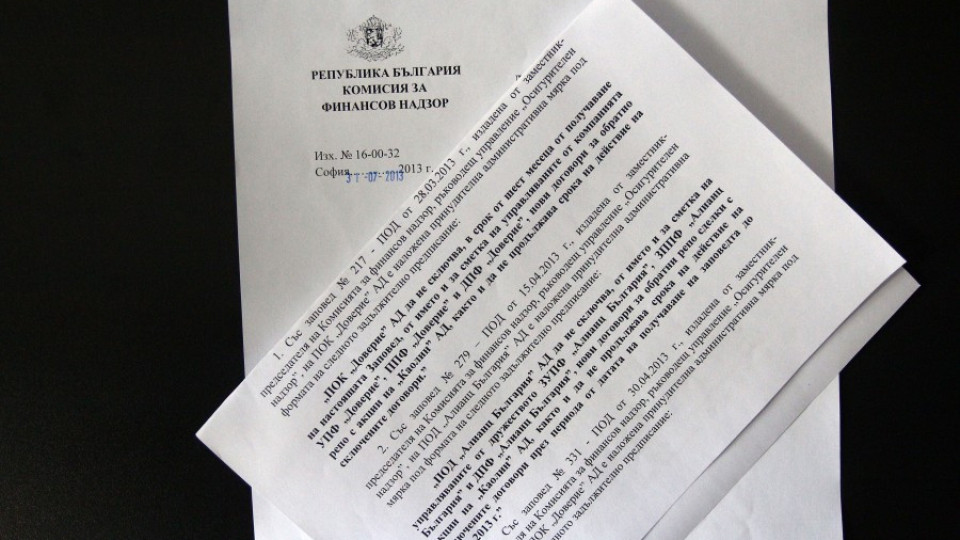 РЕПУБЛИКА БЪЛГАРИЯ
КОМИСИЯ ЗА
ФИНАНСОВ НАДЗОР
Изх. № 16-00-32
София 31-07-2013 2013 г.
1. Със заповед № 217 - ПОД от 28.03.2013 г., издадена от заместник-
председателя на Комисията за финансов надзор, ръководещ управление „Осигурителен
надзор", на ПОК „Доверие" АД е наложена принудителна административна мярка под
формата на следното задължително предписание:
„ПОК „Доверие" АД да не сключва, в срок от шест месеца от получаване
на настоящата Заповед, от името и за сметка на управляваните от компанията
УПФ „Доверие", ППФ „Доверие" и ДПФ „Доверие", нови договори за обратно
репо с акции на „Каолин" АД, както и да не продължава срока на действие на
сключените договори."
2. Със заповед № 279 - ПОД от 15.04.2013 г., издадена от заместник-
председателя на Комисията за финансов надзор, ръководещ управление „Осигурителен
надзор", на ПОД „Алианц България" АД е наложена принудителна административна
мярка под формата на следното задължително предписание:
„ПОД „Алианц България" АД да не сключва, от името и за сметка на
управляваните от дружеството ЗУПФ „Алианц България", ЗППФ „Алианц
България" и ДПФ „Алианц България", нови договори за обратни репо сделки с
кции на „Каолин" АД, както и да не продължава срока на действие на
ключените договори през периода от датата на получаване на заповедта до
2013 г."
Със заповед № 331 - ПОД от 30.04.2013 г., издадена от заместник-
ля на Комисията за финансов надзор, ръководещ управление „Осигурителен
ПОК „Доверие" АД е наложена принудителна административна мярка под
ното задължително предписание: